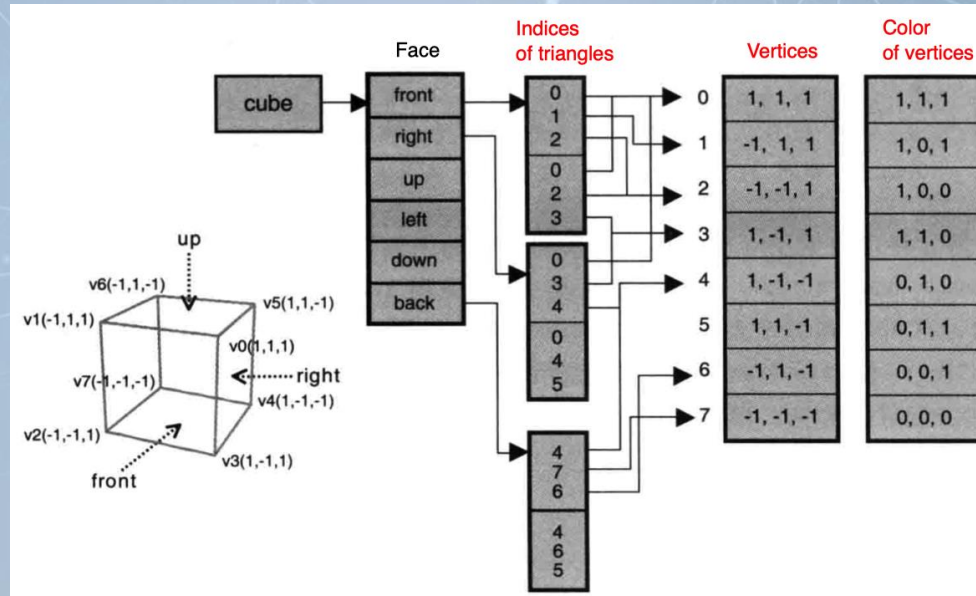 Face
Indices
of triangles
Vertices
Color
of vertices
cube
front
right
up
left
down
back
0
1
2
0
2
3
0
3
4
0
4
5
4
7
6
4
6
5
0
1
2
3
4
5
6
7
1, 1, 1
-1, 1, 1
-1, -1, 1
1, -1, 1
1, -1, -1
1, 1, -1
-1, 1, -1
-1, -1, -1
1, 1, 1
1, 0, 1
1, 0, 0
1, 1, 0
0, 1, 0
0, 1, 1
0, 0, 1
0, 0, 0
up
v6(-1,1,-1)
v5(1,1,-1)
v1(-1,1,1)
v0(1,1,1)
v7(-1,-1,-1)
right
v4(1,-1,-1)
v2(-1,-1,1)
v3(1,-1,1)
front